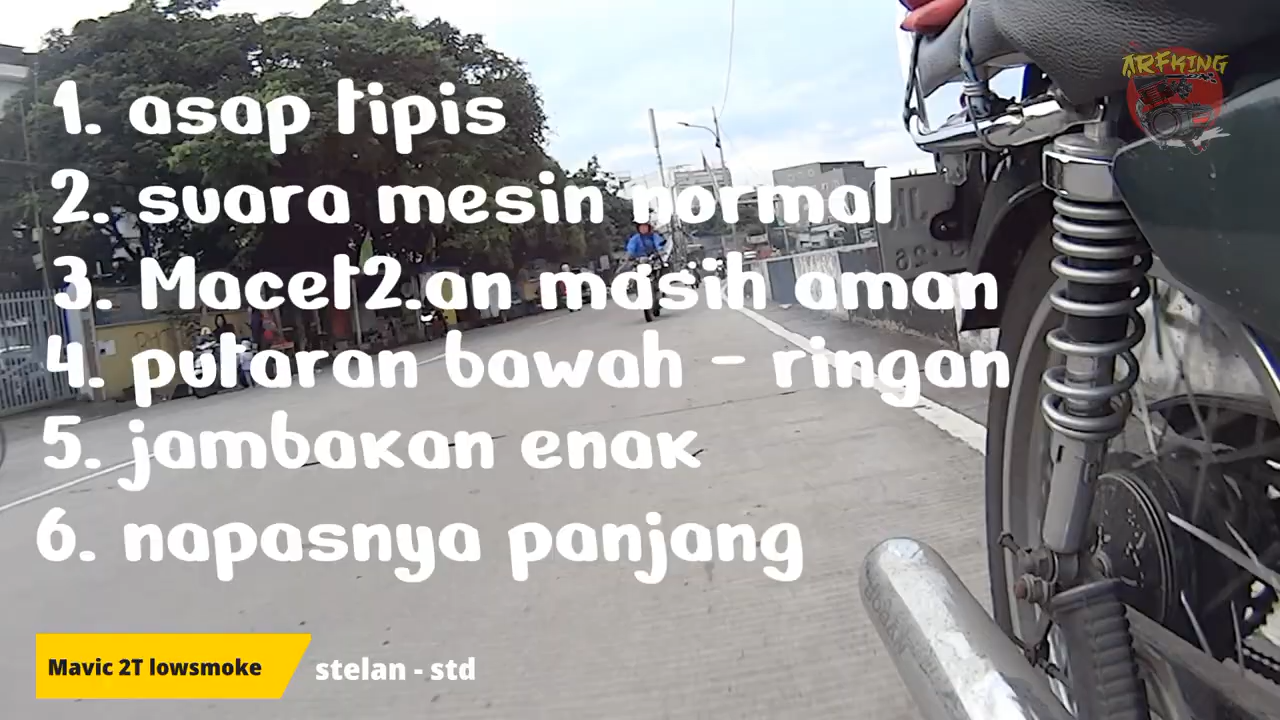 ARFKING
1. asap tipis
2. suara mesin normal
3. Macet2.an masih aman
4. putaran bawah - ringan
5. jambakan enak
6. napasnya panjang
Mavic 2T lowsmoke
stelan - std